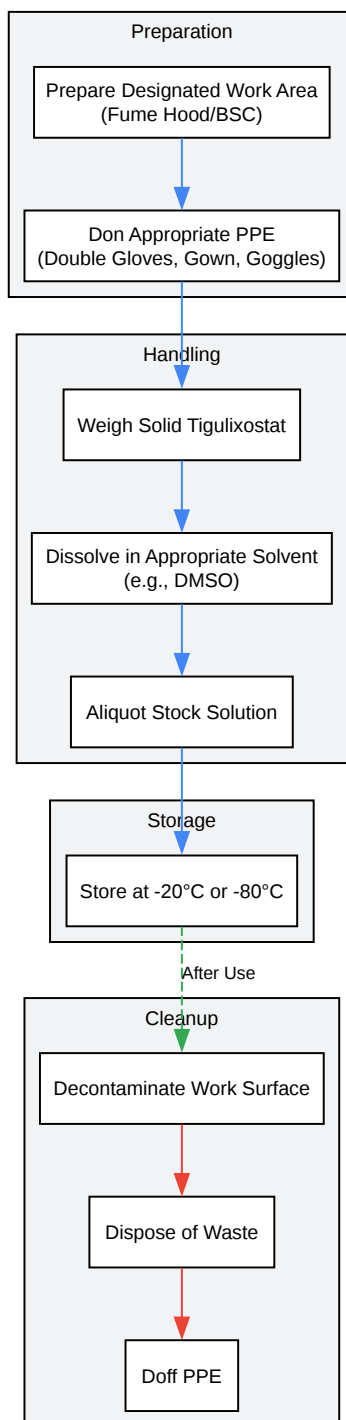 Preparation
Prepare Designated Work Area
(Fume Hood/BSC)
Don Appropriate PPE
(Double Gloves, Gown, Goggles)
Handling
Weigh Solid Tigulixostat
Dissolve in Appropriate Solvent
(e.g., DMSO)
Aliquot Stock Solution
Storage
Store at -20°C or -80°C
After Use
Cleanup
Decontaminate Work Surface
Dispose of Waste
Doff PPE